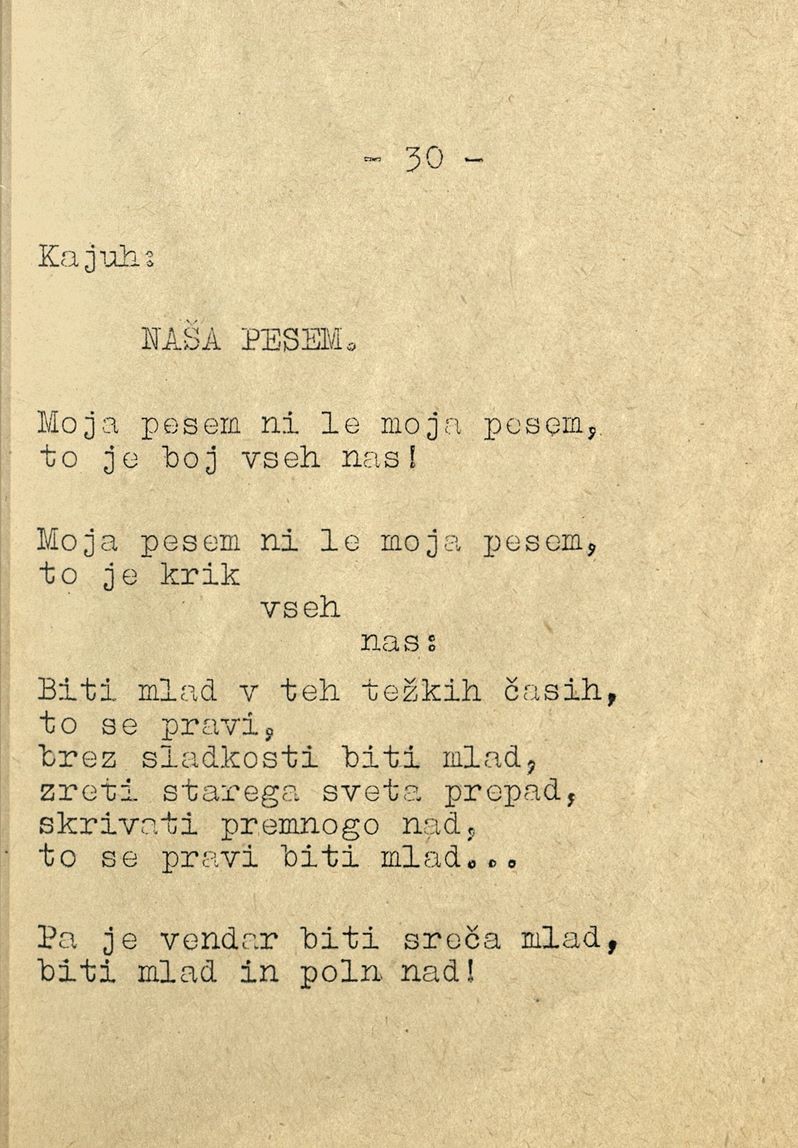 - 30 -
Kajuh:
NAŠA PESEM.
Moja pesem ni le moja pesem,
to je boj vseh nas!
Moja pesem ni le moja pesem,
to je krik
vseh
nas:
Biti mlad v teh težkih časih,
to se pravi,
brez sladkosti biti mlad,
zreti starega sveta prepad,
skrivati premnogo nad,
to se pravi biti mlad...
Pa je vendar biti sreča mlad,
biti mlad in poln nad!